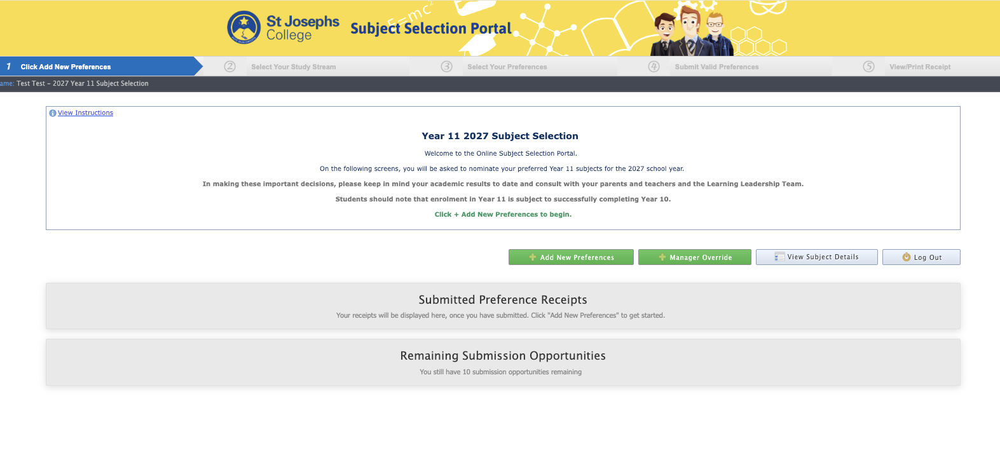 E=mc²
St Josephs
College
Subject Selection Portal
1 Click Add New Preferences
2 Select Your Study Stream
3 Select Your Preferences
4 Submit Valid Preferences
5 View/Print Receipt
ame: Test Test - 2027 Year 11 Subject Selection
View Instructions
Year 11 2027 Subject Selection
Welcome to the Online Subject Selection Portal.
On the following screens, you will be asked to nominate your preferred Year 11 subjects for the 2027 school year.
In making these important decisions, please keep in mind your academic results to date and consult with your parents and teachers and the Learning Leadership Team.
Students should note that enrolment in Year 11 is subject to successfully completing Year 10.
Click + Add New Preferences to begin.
Add New Preferences
Manager Override
View Subject Details
Log Out
Submitted Preference Receipts
Your receipts will be displayed here, once you have submitted. Click "Add New Preferences" to get started.
Remaining Submission Opportunities
You still have 10 submission opportunities remaining